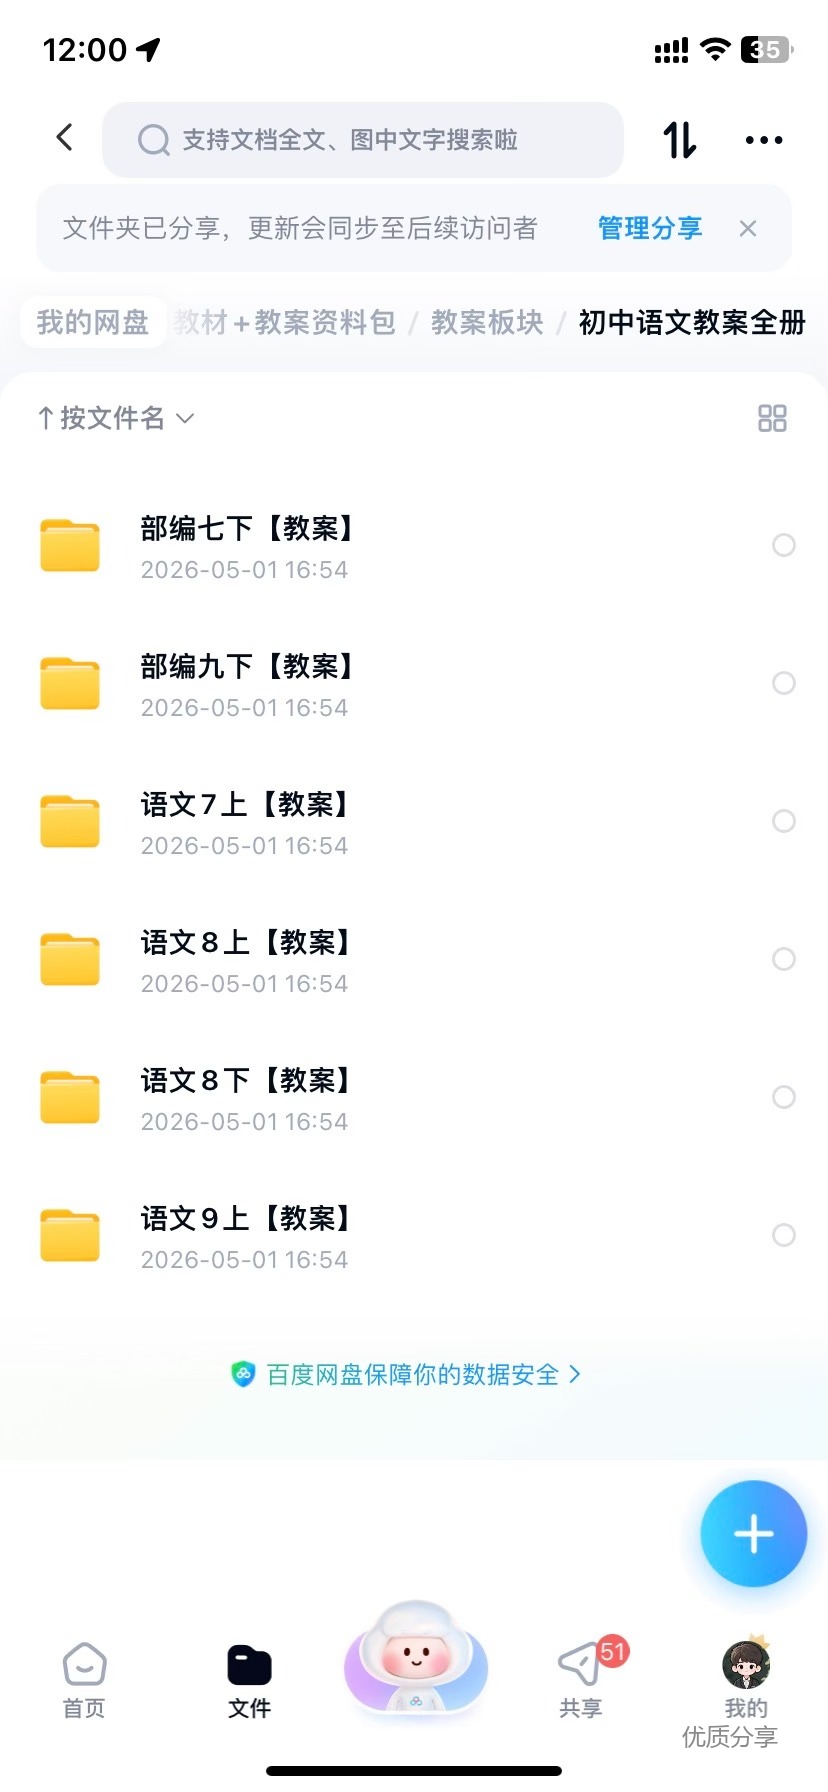 12:00
35
支持文档全文、图中文字搜索啦
文件夹已分享，更新会同步至后续访问者 管理分享
我的网盘 教材+教案资料包 / 教案板块 / 初中语文教案全册
按文件名
部编七下【教案】
2026-05-01 16:54
部编九下【教案】
2026-05-01 16:54
语文7上【教案】
2026-05-01 16:54
语文8上【教案】
2026-05-01 16:54
语文8下【教案】
2026-05-01 16:54
语文9上【教案】
2026-05-01 16:54
百度网盘保障你的数据安全
51
首页 文件 共享 我的
优质分享